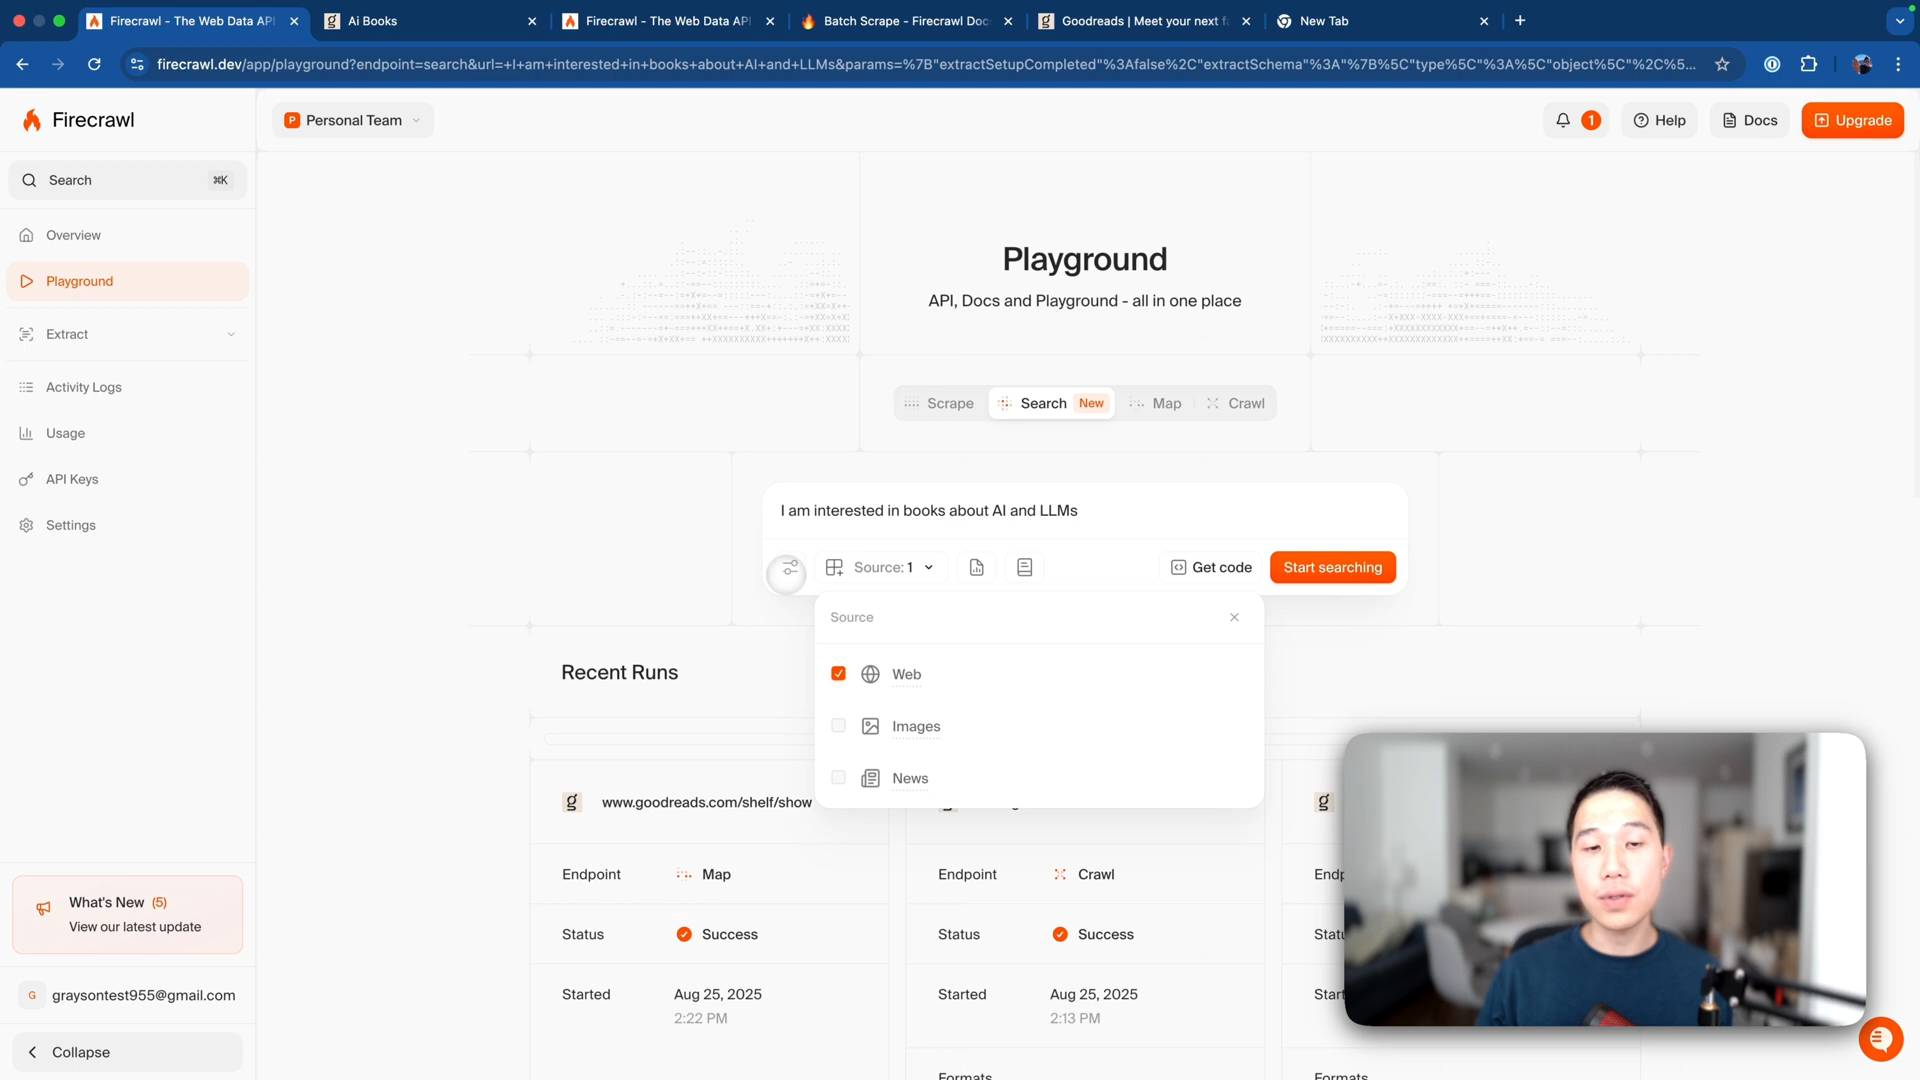 Firecrawl - The Web Data API
Ai Books
Firecrawl - The Web Data API
Batch Scrape - Firecrawl Doc
Goodreads | Meet your next f
New Tab
firecrawl.dev/app/playground?endpoint=search&url=+I+am+interested+in+books+about+AI+and+LLMs&params=%7B"extractSetupCompleted"%3Afalse%2C"extractSchema"%3A"%7B%5C"type%5C"%3A%5C"object%5C"%2C%5...
Firecrawl
P Personal Team
1
Help
Docs
Upgrade
Search
⌘K
Overview
Playground
Extract
Activity Logs
Usage
API Keys
Settings
Playground
API, Docs and Playground - all in one place
Scrape
Search New
Map
Crawl
I am interested in books about AI and LLMs
Source: 1
Get code
Start searching
Source
Web
Images
News
Recent Runs
g www.goodreads.com/shelf/show
g
Endpoint Map
Endpoint Crawl
Endp
Status Success
Status Success
Statu
Started Aug 25, 2025
2:22 PM
Started Aug 25, 2025
2:13 PM
Start
Formats
Formats
What's New (5)
View our latest update
G graysontest955@gmail.com
Collapse